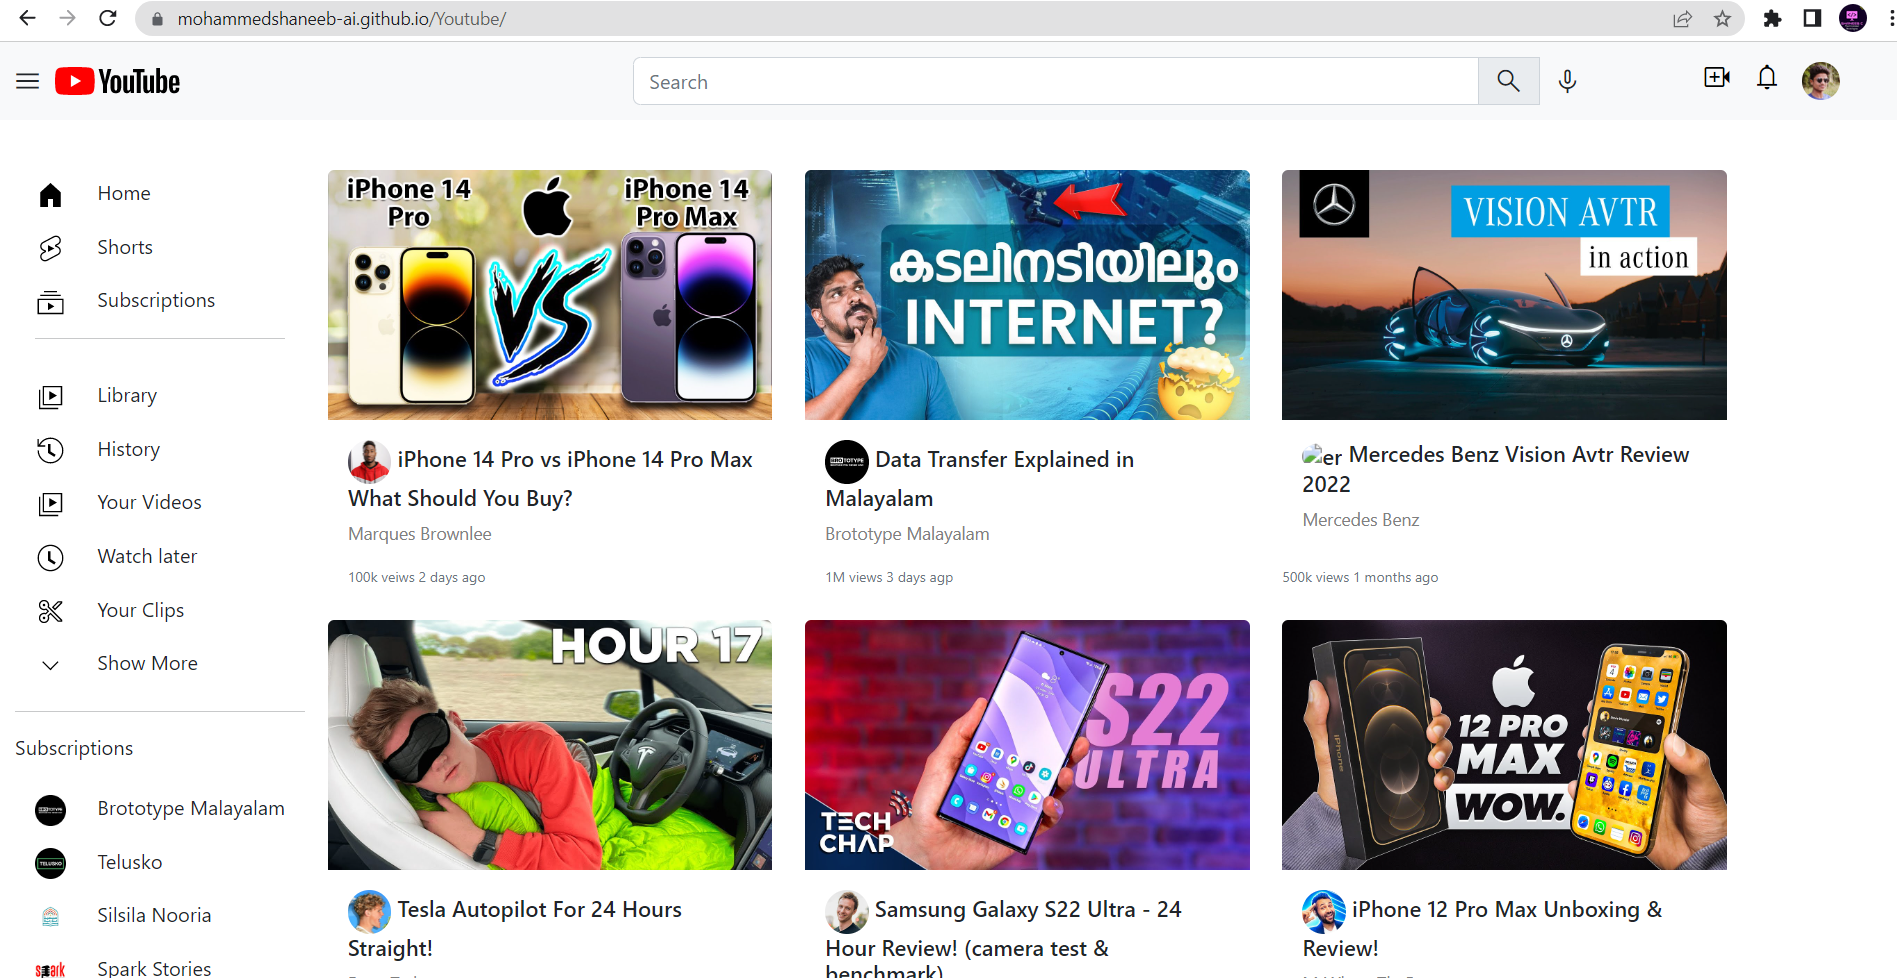 mohammedshaneeb-ai.github.io/Youtube/
YouTube
Search
Home
Shorts
Subscriptions
Library
History
Your Videos
Watch later
Your Clips
Show More
Subscriptions
Brototype Malayalam
Telusko
Silsila Nooria
Spark Stories
iPhone 14 Pro
VS
iPhone 14 Pro Max
iPhone 14 Pro vs iPhone 14 Pro Max
What Should You Buy?
Marques Brownlee
100k veiws 2 days ago
കടലിനടിയിലും
INTERNET?
Data Transfer Explained in
Malayalam
Brototype Malayalam
1M views 3 days agp
VISION AVTR
in action
er Mercedes Benz Vision Avtr Review
2022
Mercedes Benz
500k views 1 months ago
HOUR 17
Tesla Autopilot For 24 Hours
Straight!
S22
ULTRA
TECH
CHAP
Samsung Galaxy S22 Ultra - 24
Hour Review! (camera test &
benchmark)
12 PRO
MAX
WOW.
iPhone 12 Pro Max Unboxing &
Review!